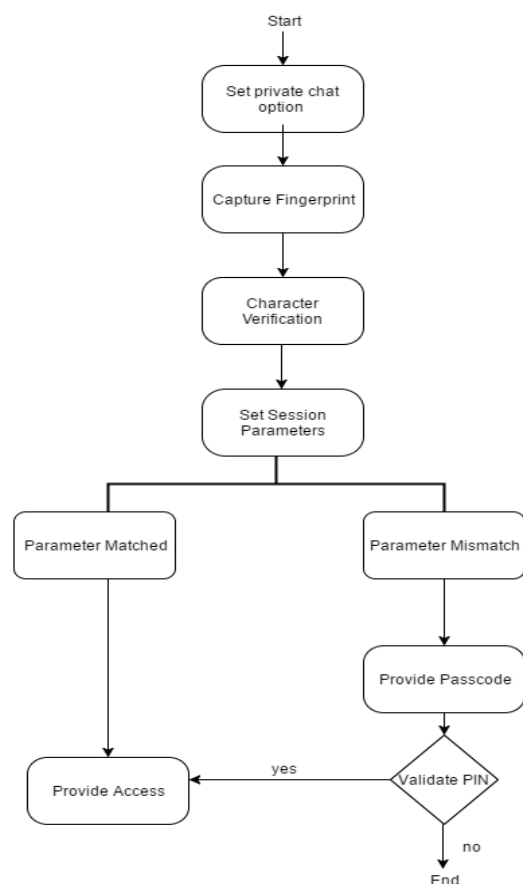 Start
Set private chat
option
Capture Fingerprint
Character
Verification
Set Session
Parameters
Parameter Matched
Parameter Mismatch
Provide Passcode
yes
Validate PIN
Provide Access
no
End